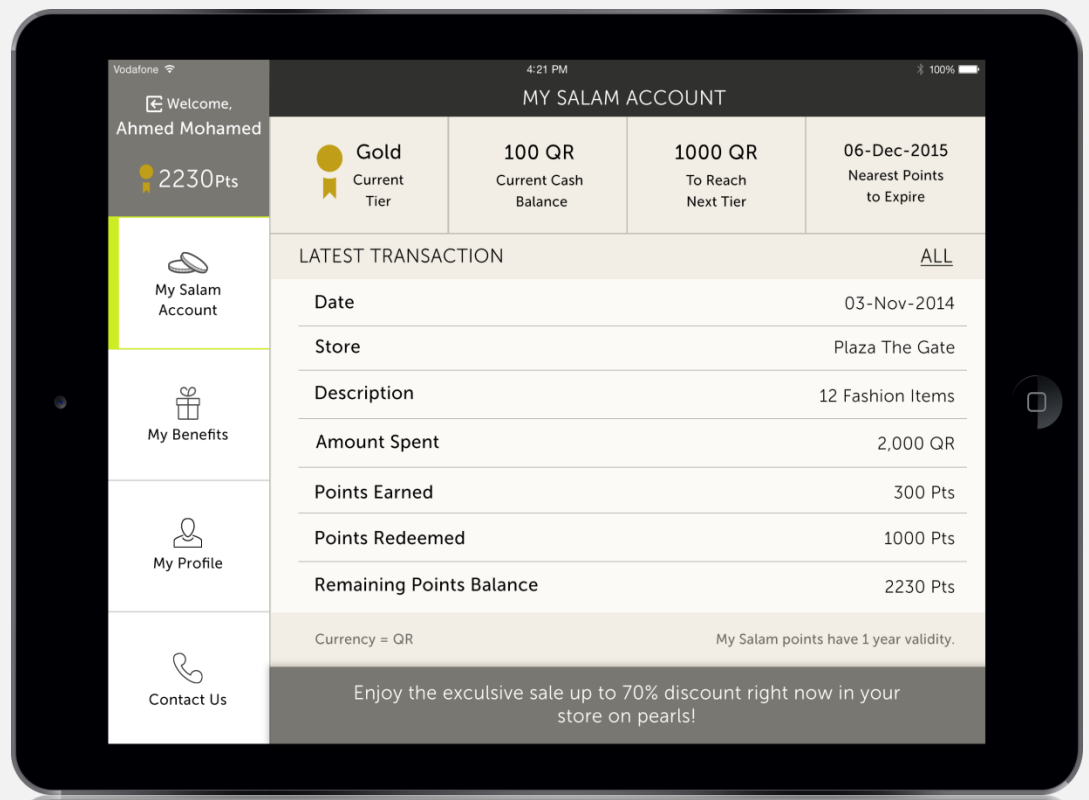 Vodafone
4:21 PM
100%
Welcome,
Ahmed Mohamed
2230Pts
My Salam
Account
My Benefits
My Profile
Contact Us
MY SALAM ACCOUNT
Gold
Current
Tier
100 QR
Current Cash
Balance
1000 QR
To Reach
Next Tier
06-Dec-2015
Nearest Points
to Expire
LATEST TRANSACTION ALL
Date 03-Nov-2014
Store Plaza The Gate
Description 12 Fashion Items
Amount Spent 2,000 QR
Points Earned 300 Pts
Points Redeemed 1000 Pts
Remaining Points Balance 2230 Pts
Currency = QR My Salam points have 1 year validity.
Enjoy the exculsive sale up to 70% discount right now in your
store on pearls!